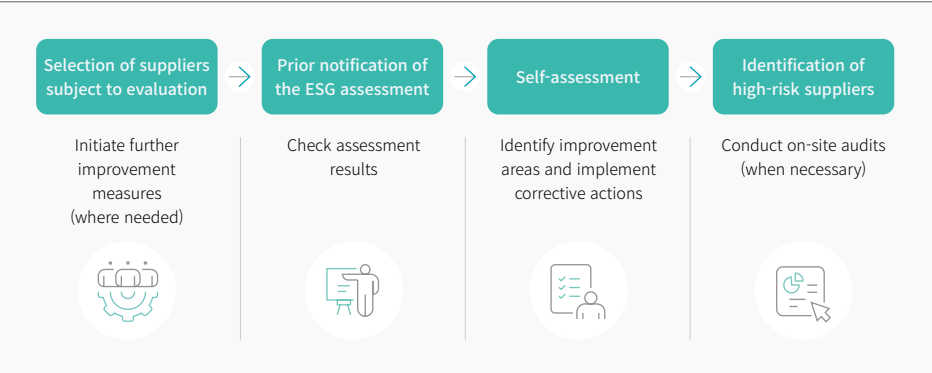 Selection of suppliers
subject to evaluation
Prior notification of
the ESG assessment
Self-assessment
Identification of
high-risk suppliers
Initiate further
improvement
measures
(where needed)
Check assessment
results
Identify improvement
areas and implement
corrective actions
Conduct on-site audits
(when necessary)